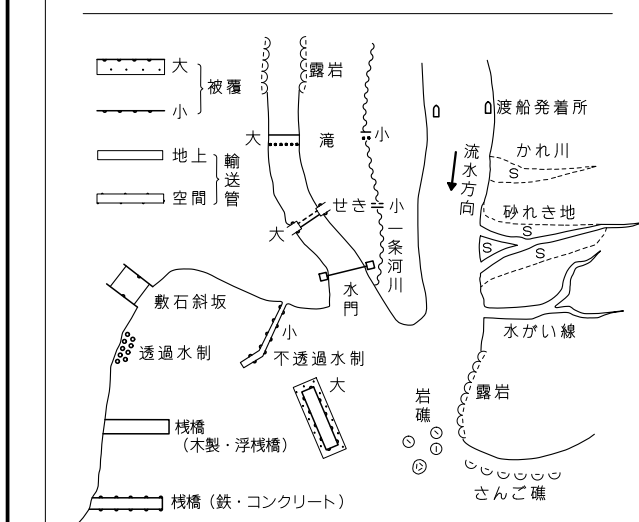 大
被覆
小
地上
空間
輸送管
露岩
大
滝
小
せき
小
大
一条河川
水門
渡船発着所
流水方向
かれ川
S
砂れき地
S
S
水がい線
敷石斜坂
透過水制
小
不透過水制
大
桟橋
（木製・浮桟橋）
桟橋（鉄・コンクリート）
岩礁
露岩
さんご礁